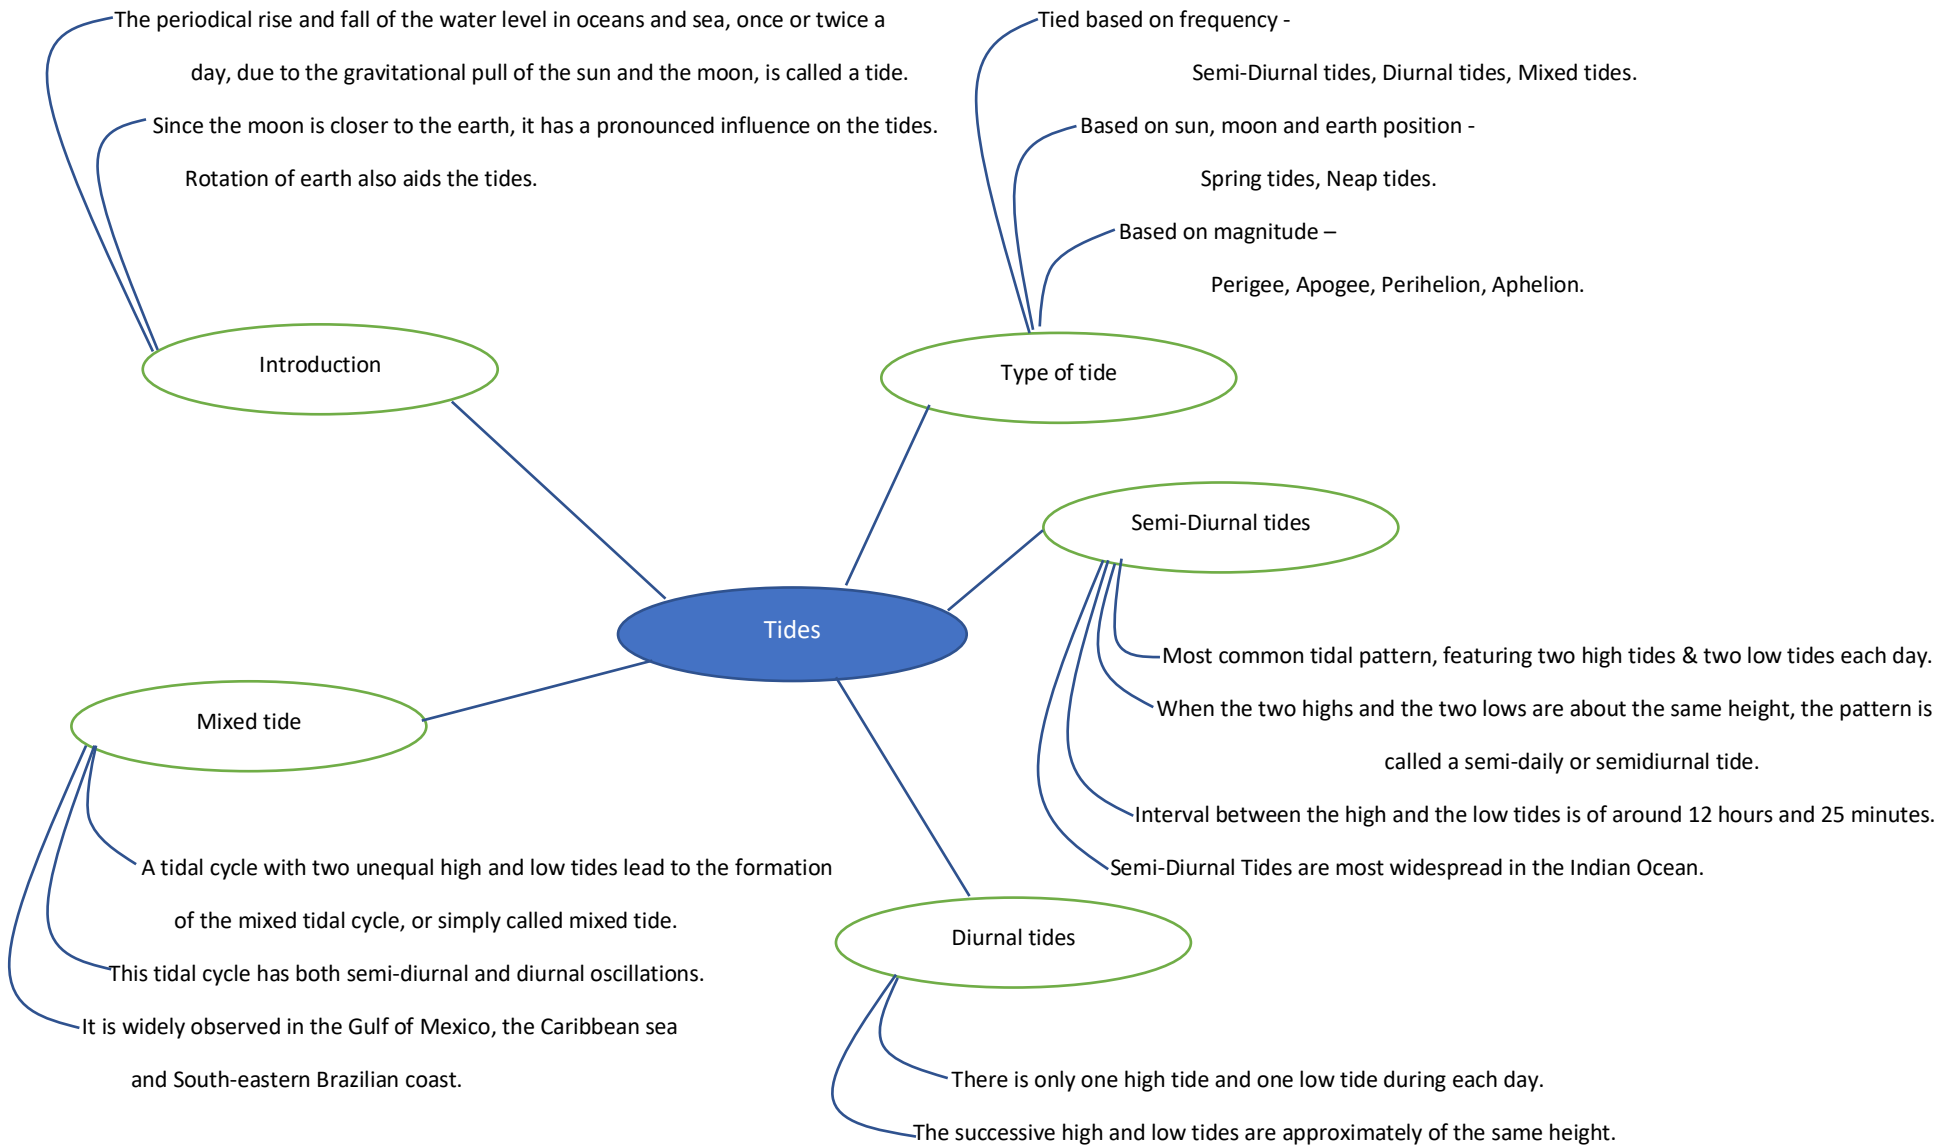 The periodical rise and fall of the water level in oceans and sea, once or twice a
day, due to the gravitational pull of the sun and the moon, is called a tide.
Since the moon is closer to the earth, it has a pronounced influence on the tides.
Rotation of earth also aids the tides.
Introduction
Tied based on frequency -
Semi-Diurnal tides, Diurnal tides, Mixed tides.
Based on sun, moon and earth position -
Spring tides, Neap tides.
Based on magnitude –
Perigee, Apogee, Perihelion, Aphelion.
Type of tide
Semi-Diurnal tides
Most common tidal pattern, featuring two high tides & two low tides each day.
When the two highs and the two lows are about the same height, the pattern is
called a semi-daily or semidiurnal tide.
Interval between the high and the low tides is of around 12 hours and 25 minutes.
Semi-Diurnal Tides are most widespread in the Indian Ocean.
Tides
Mixed tide
A tidal cycle with two unequal high and low tides lead to the formation
of the mixed tidal cycle, or simply called mixed tide.
This tidal cycle has both semi-diurnal and diurnal oscillations.
It is widely observed in the Gulf of Mexico, the Caribbean sea
and South-eastern Brazilian coast.
Diurnal tides
There is only one high tide and one low tide during each day.
The successive high and low tides are approximately of the same height.